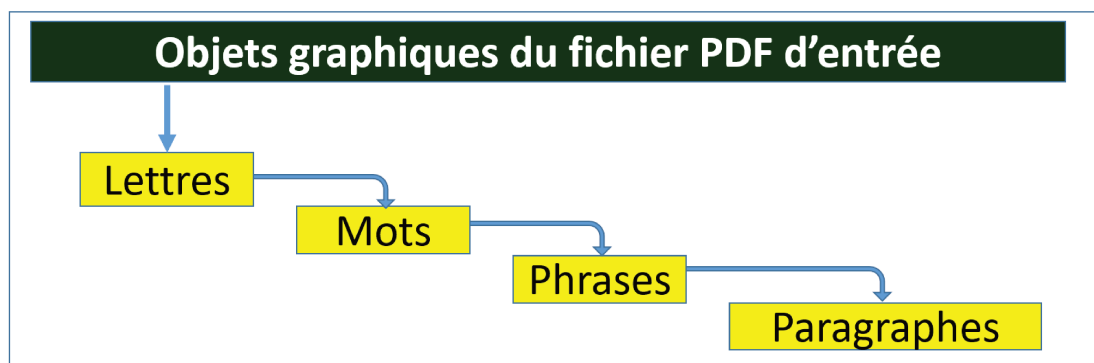 Objets graphiques du fichier PDF d’entrée
Lettres
Mots
Phrases
Paragraphes